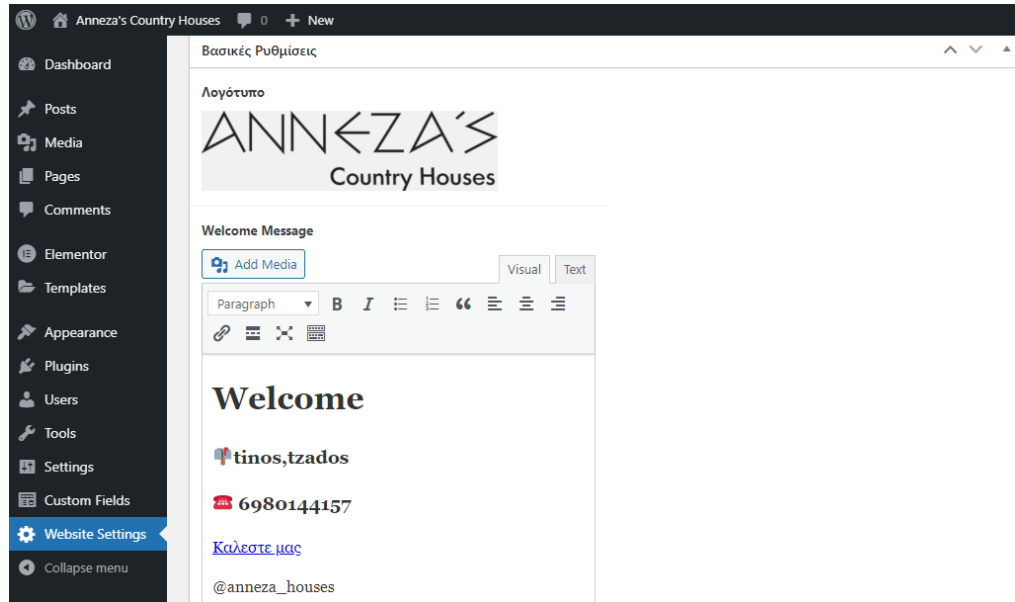 Anneza's Country Houses 0 New
Dashboard
Posts
Media
Pages
Comments
Elementor
Templates
Appearance
Plugins
Users
Tools
Settings
Custom Fields
Website Settings
Collapse menu
Βασικές Ρυθμίσεις
Λογότυπο
ANNEZA'S
Country Houses
Welcome Message
Add Media
Visual Text
Paragraph
Welcome
tinos,tzados
6980144157
Καλεστε μας
@anneza_houses